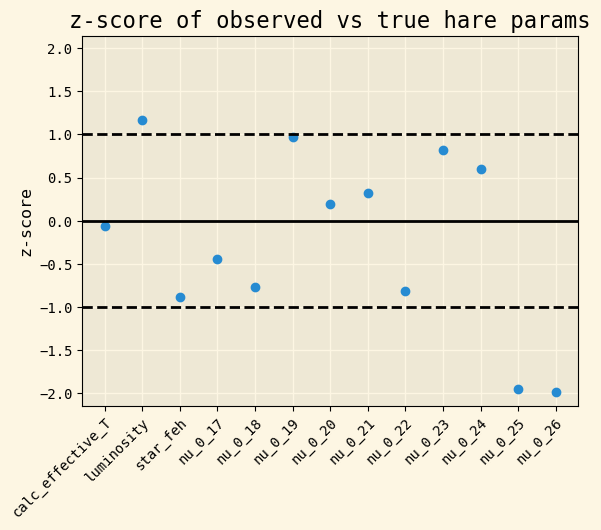 z-score of observed vs true hare params
z-score
2.0
1.5
1.0
0.5
0.0
−0.5
−1.0
−1.5
−2.0
calc_effective_T
luminosity
star_feh
nu_0_17
nu_0_18
nu_0_19
nu_0_20
nu_0_21
nu_0_22
nu_0_23
nu_0_24
nu_0_25
nu_0_26